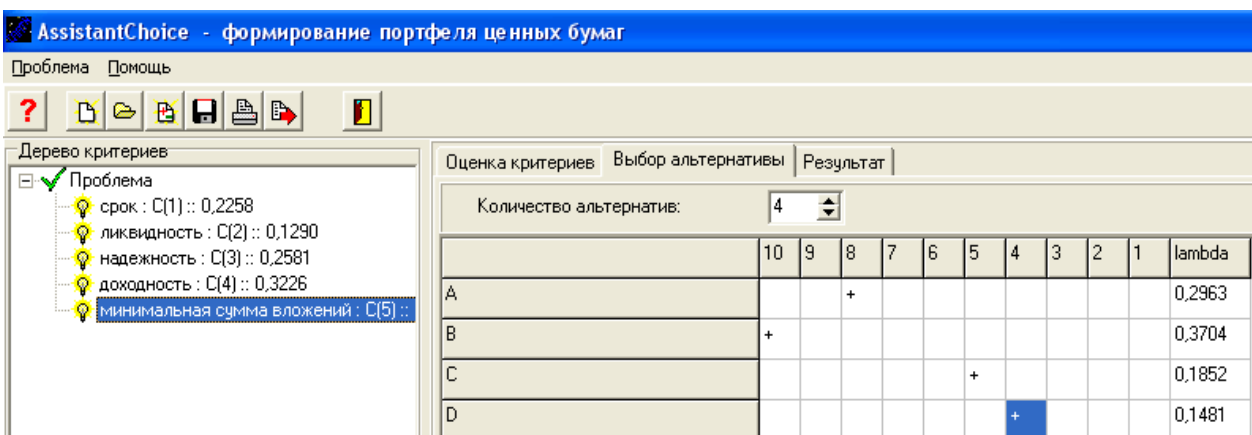 AssistantChoice - формирование портфеля ценных бумаг
Проблема Помощь
?
Дерево критериев
Проблема
срок : C(1) :: 0,2258
ликвидность : C(2) :: 0,1290
надежность : C(3) :: 0,2581
доходность : C(4) :: 0,3226
минимальная сумма вложений : C(5) ::
Оценка критериев Выбор альтернативы Результат
Количество альтернатив: 4
10 9 8 7 6 5 4 3 2 1 lambda
A + 0,2963
B + 0,3704
C + 0,1852
D + 0,1481